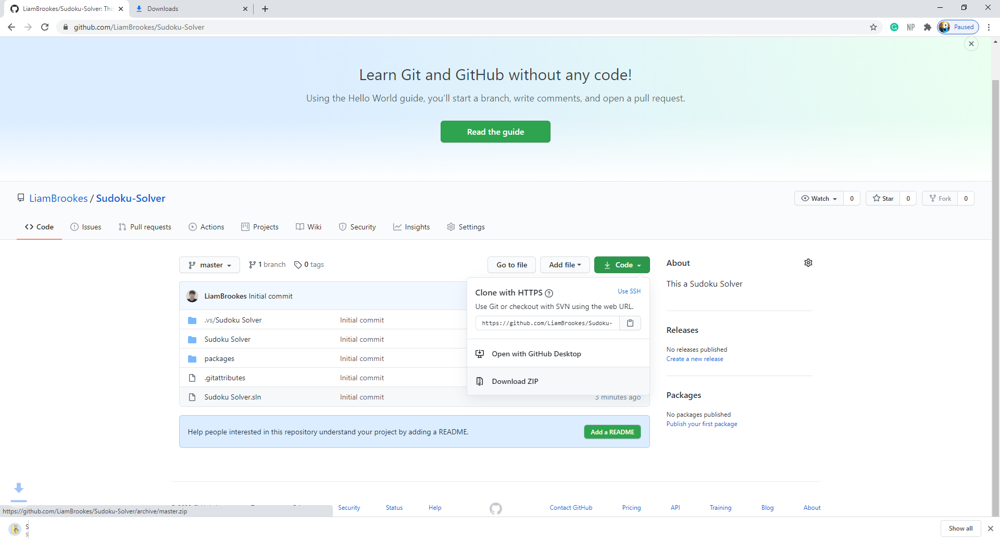 LiamBrookes/Sudoku-Solver: Thi
Downloads
github.com/LiamBrookes/Sudoku-Solver
NP
Paused
Learn Git and GitHub without any code!
Using the Hello World guide, you’ll start a branch, write comments, and open a pull request.
Read the guide
LiamBrookes / Sudoku-Solver
Watch 0 Star 0 Fork 0
Code Issues Pull requests Actions Projects Wiki Security Insights Settings
master 1 branch 0 tags Go to file Add file Code
About
This a Sudoku Solver
LiamBrookes Initial commit
.vs/Sudoku Solver Initial commit
Sudoku Solver Initial commit
packages Initial commit
.gitattributes Initial commit
Sudoku Solver.sln Initial commit 3 minutes ago
Clone with HTTPS Use SSH
Use Git or checkout with SVN using the web URL.
https://github.com/LiamBrookes/Sudoku-
Open with GitHub Desktop
Download ZIP
Releases
No releases published
Create a new release
Packages
No packages published
Publish your first package
Help people interested in this repository understand your project by adding a README. Add a README
Security Status Help Contact GitHub Pricing API Training Blog About
https://github.com/LiamBrookes/Sudoku-Solver/archive/master.zip
S
s
Show all